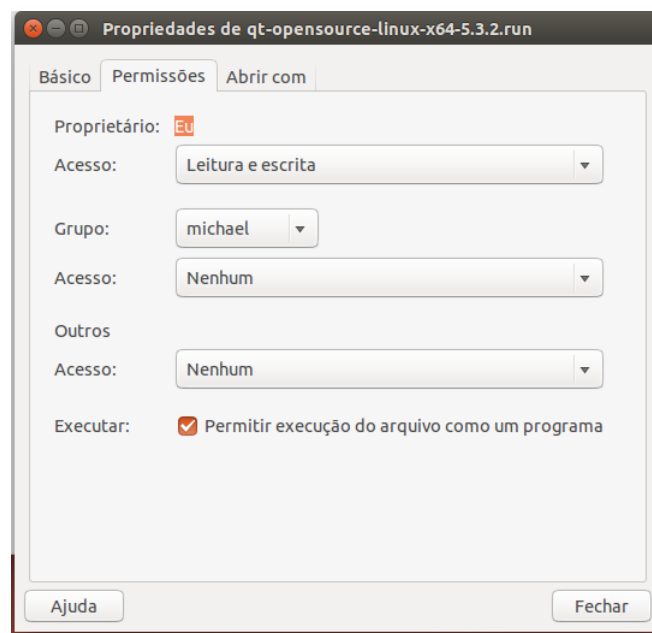 Propriedades de qt-opensource-linux-x64-5.3.2.run
Básico Permissões Abrir com
Proprietário: Eu
Acesso: Leitura e escrita
Grupo: michael
Acesso: Nenhum
Outros
Acesso: Nenhum
Executar: Permitir execução do arquivo como um programa
Ajuda Fechar